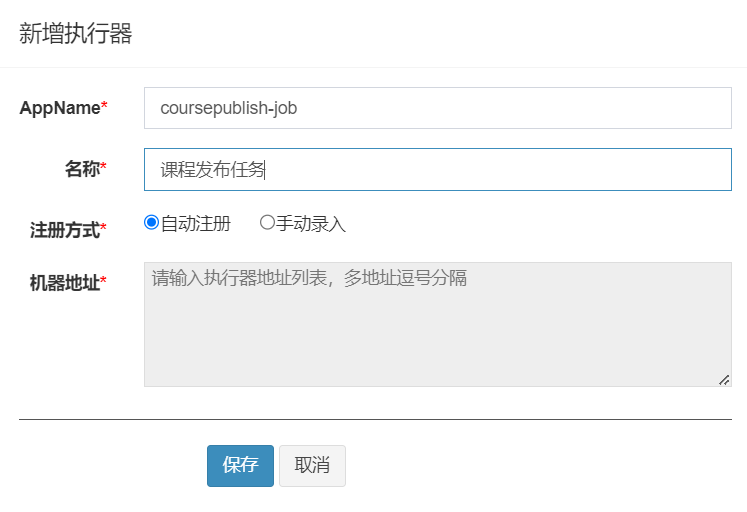 新增执行器
AppName* coursepublish-job
名称* 课程发布任务
注册方式* 自动注册 手动录入
机器地址* 请输入执行器地址列表，多地址逗号分隔
保存 取消